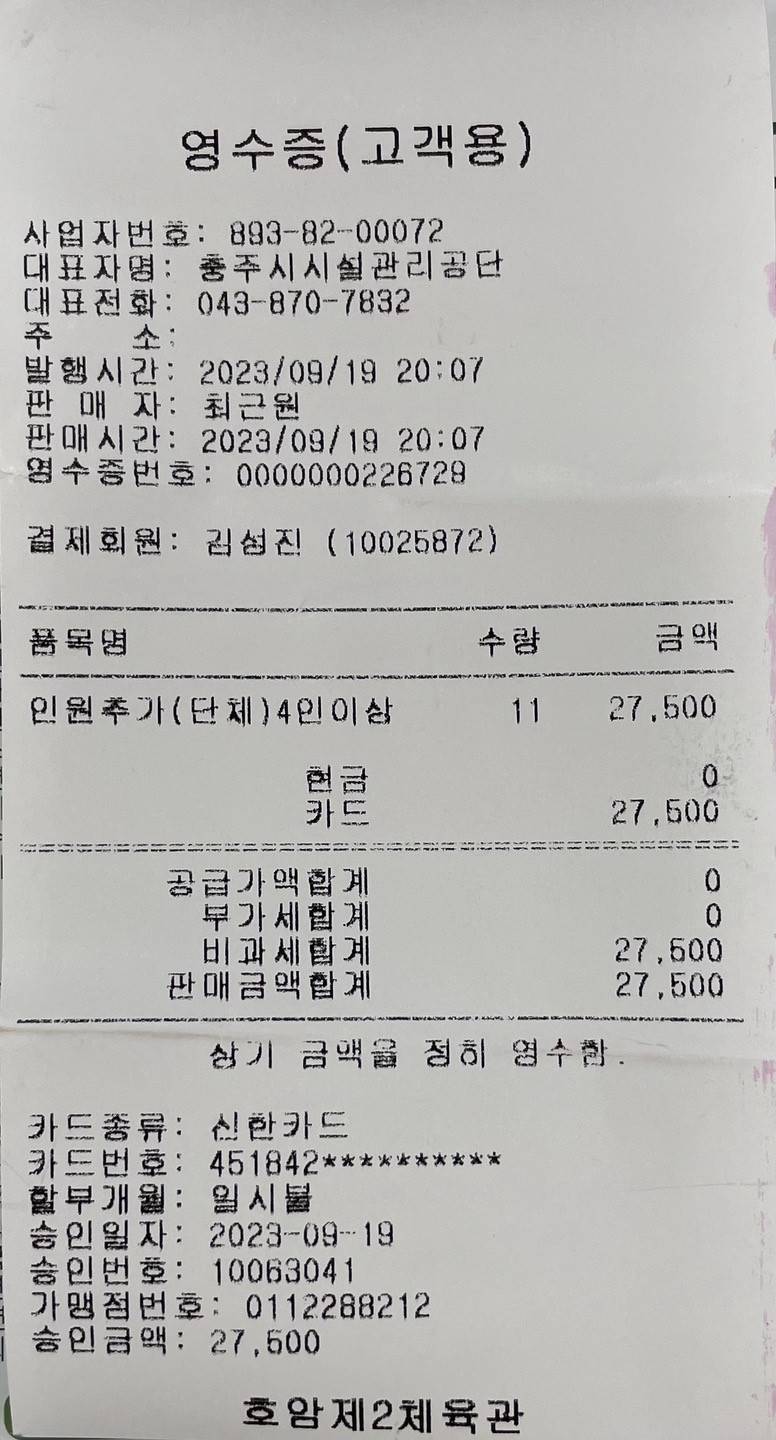 영수증(고객용)
사업자번호: 893-82-00072
대표자명: 충주시시설관리공단
대표전화: 043-870-7832
주 소:
발행시간: 2023/09/19 20:07
판 매 자: 최근원
판매시간: 2023/09/19 20:07
영수증번호: 0000000226729
결제회원: 김성진 (10025872)
품목명 수량 금액
인원추가(단체)4인이상 11 27,500
현금 0
카드 27,500
공급가액합계 0
부가세합계 0
비과세합계 27,500
판매금액합계 27,500
상기 금액을 정히 영수함.
카드종류: 신한카드
카드번호: 451842**********
할부개월: 일시불
승인일자: 2023-09-19
승인번호: 10063041
가맹점번호: 0112288212
승인금액: 27,500
호암제2체육관